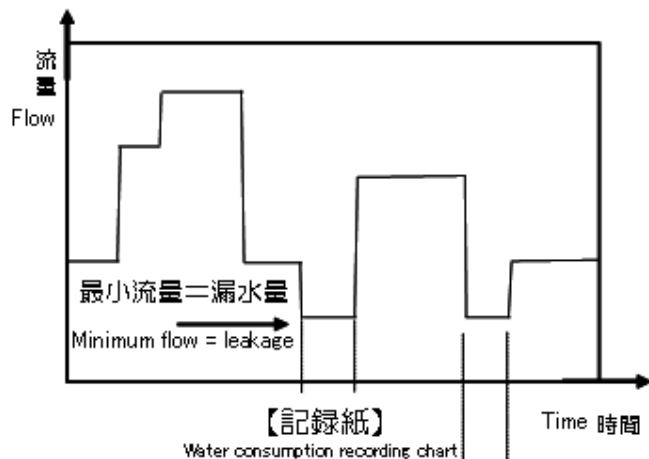 流
量
Flow
最小流量＝漏水量
Minimum flow = leakage
【記録紙】
Time 時間
Water consumption recording chart